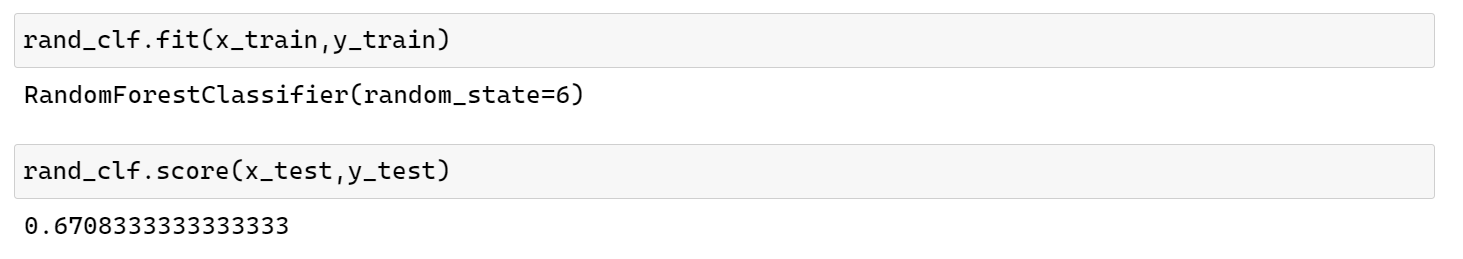 rand_clf.fit(x_train,y_train)
RandomForestClassifier(random_state=6)
rand_clf.score(x_test,y_test)
0.6708333333333333